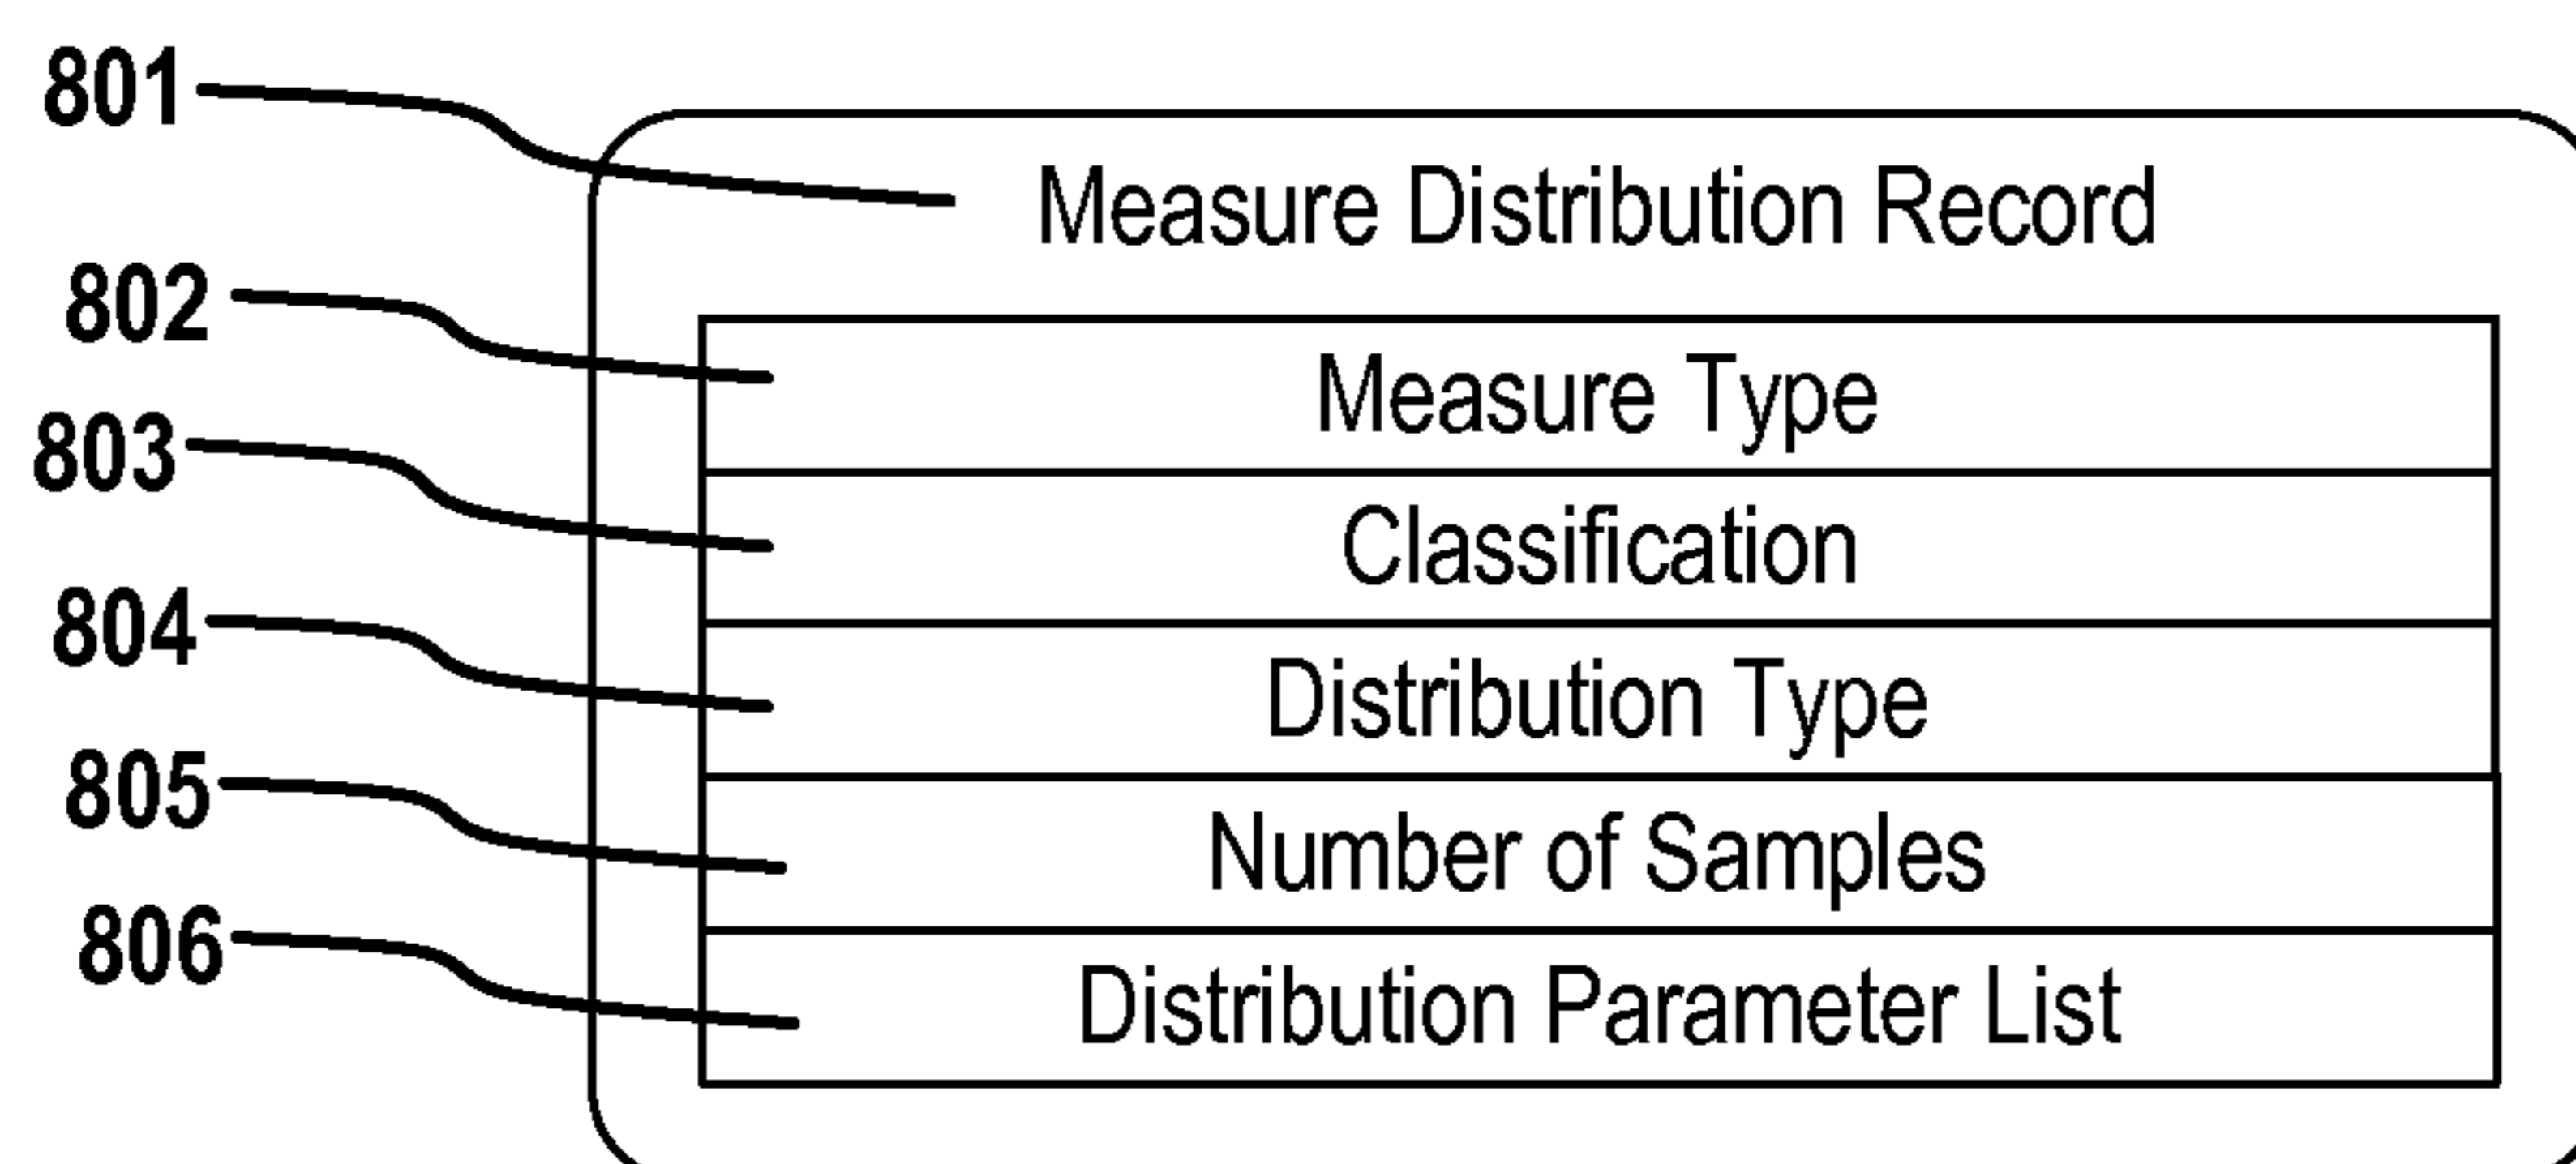 801
Measure Distribution Record
802
Measure Type
803
Classification
804
Distribution Type
805
Number of Samples
806
Distribution Parameter List